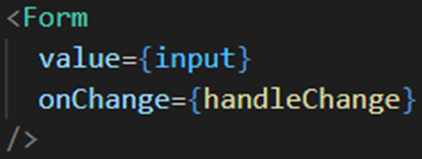 <Form
value={input}
onChange={handleChange}
/>